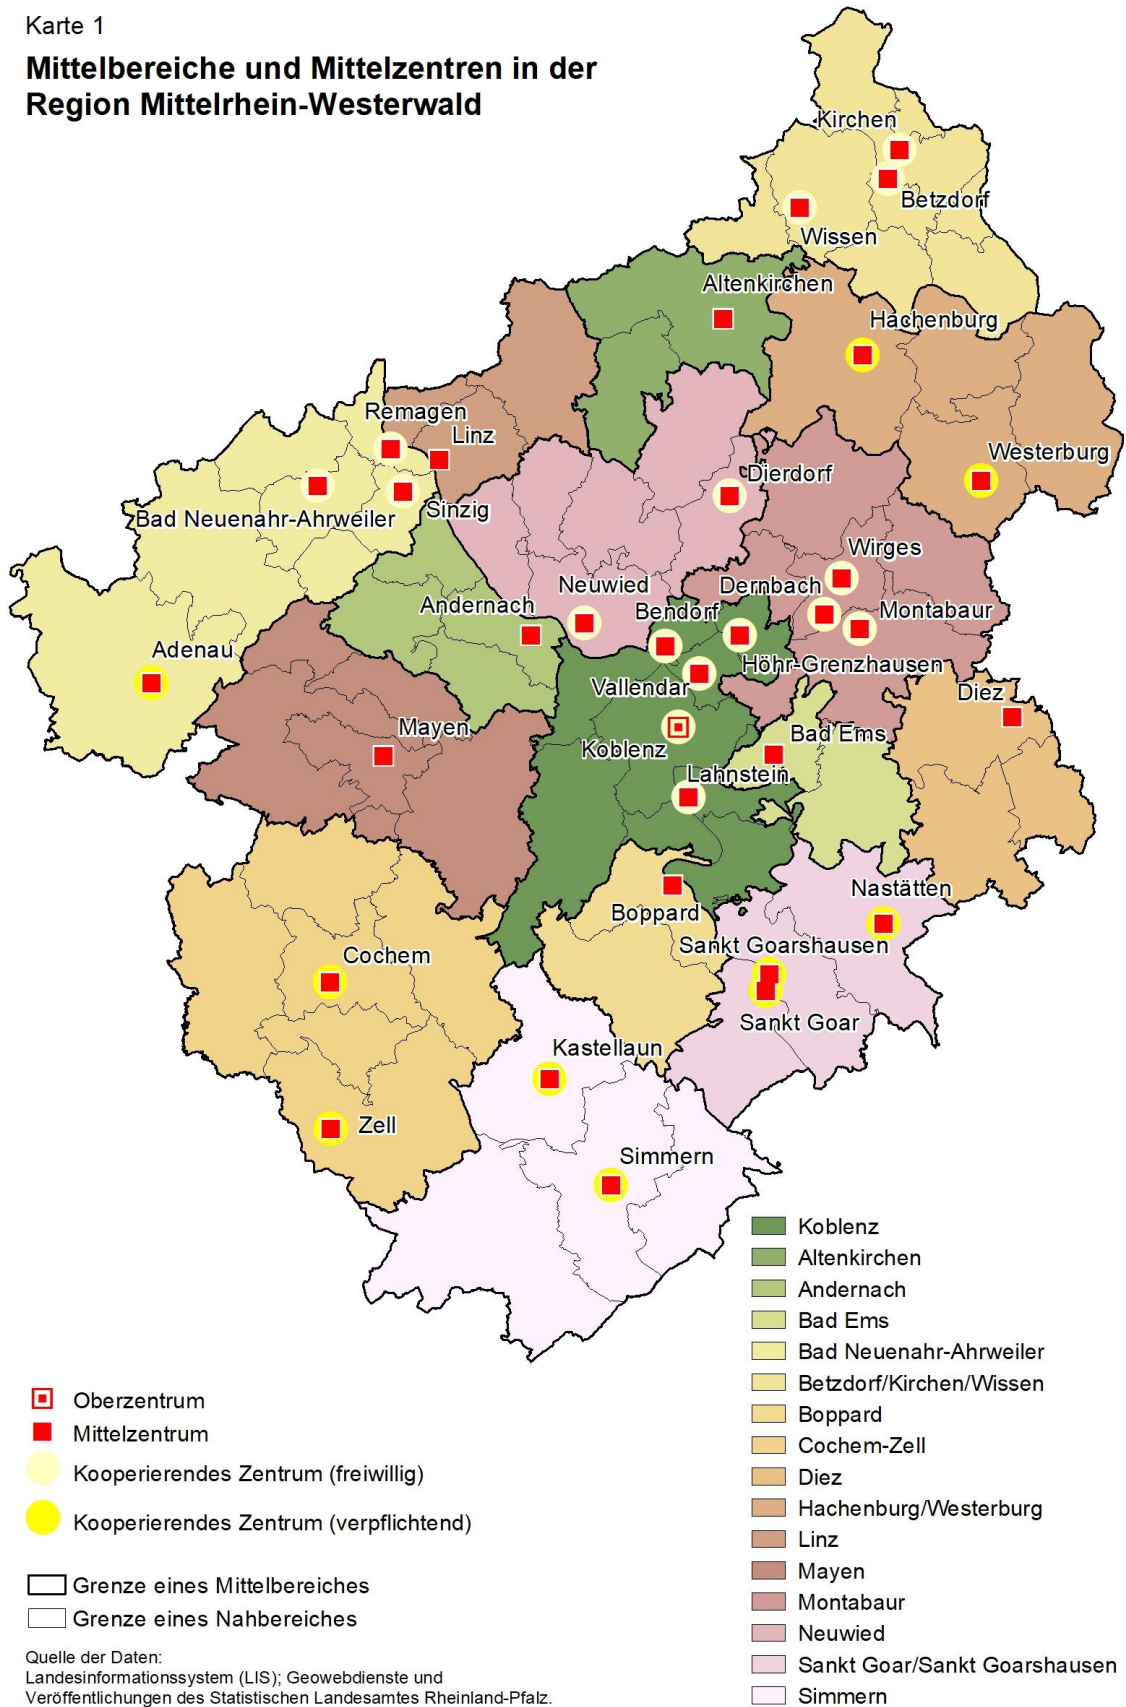 Karte 1
Mittelbereiche und Mittelzentren in der
Region Mittelrhein-Westerwald
Kirchen
Betzdorf
Wissen
Altenkirchen
Hachenburg
Remagen
Linz
Westerburg
Dierdorf
Bad Neuenahr-Ahrweiler
Sinzig
Wirges
Neuwied
Dernbach
Andernach
Bendorf
Montabaur
Adenau
Höhr-Grenzhausen
Vallendar
Diez
Mayen
Koblenz
Bad Ems
Lahnstein
Nastätten
Boppard
Sankt Goarshausen
Cochem
Sankt Goar
Kastellaun
Zell
Simmern
Koblenz
Altenkirchen
Andernach
Bad Ems
Bad Neuenahr-Ahrweiler
Betzdorf/Kirchen/Wissen
Boppard
Cochem-Zell
Diez
Hachenburg/Westerburg
Linz
Mayen
Montabaur
Neuwied
Sankt Goar/Sankt Goarshausen
Simmern
Oberzentrum
Mittelzentrum
Kooperierendes Zentrum (freiwillig)
Kooperierendes Zentrum (verpflichtend)
Grenze eines Mittelbereiches
Grenze eines Nahbereiches
Quelle der Daten:
Landesinformationssystem (LIS); Geowebdienste und
Veröffentlichungen des Statistischen Landesamtes Rheinland-Pfalz.